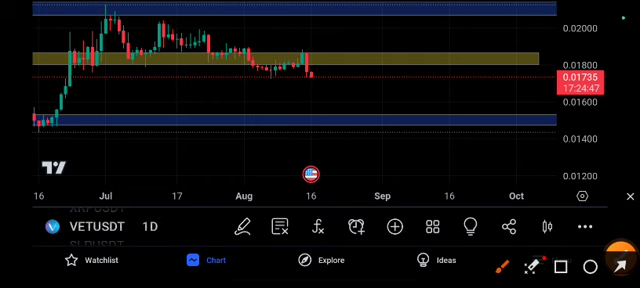 0.02000
0.01800
0.01735
17:24:47
0.01600
0.01400
0.01200
16 Jul 17 Aug 16 Sep 16 Oct
VETUSDT 1D
Watchlist Chart Explore Ideas